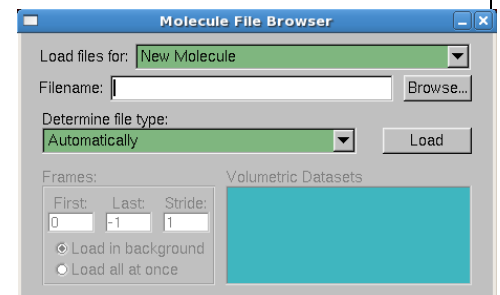 Molecule File Browser
Load files for: New Molecule
Filename: Browse...
Determine file type:
Automatically Load
Frames: Volumetric Datasets
First: Last: Stride:
0 -1 1
Load in background
Load all at once